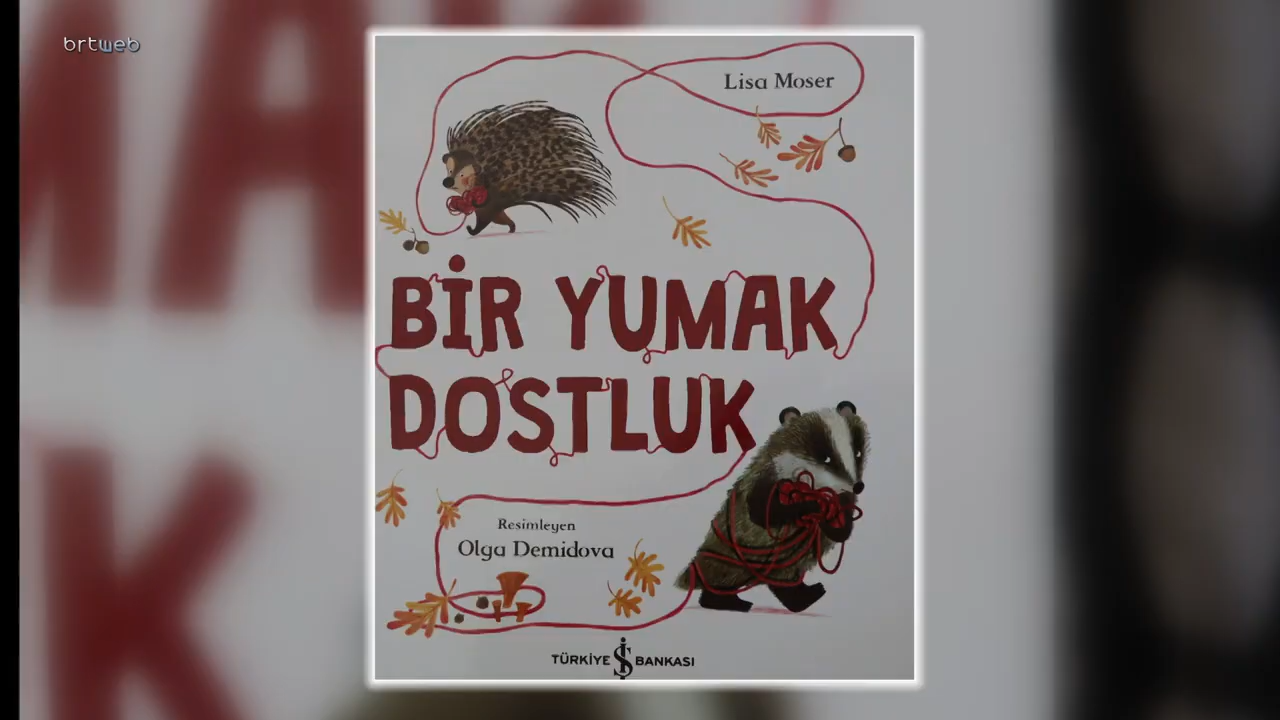 brtweb
Lisa Moser
BİR YUMAK
DOSTLUK
Resimleyen
Olga Demidova
TÜRKİYE İŞ BANKASI